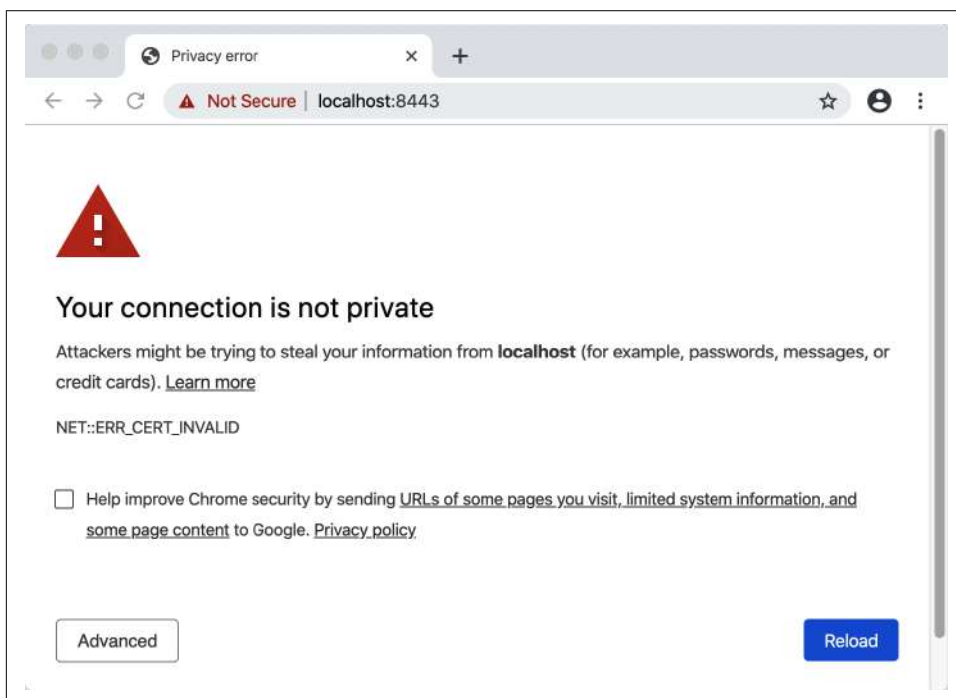 Privacy error
Not Secure | localhost:8443
!
Your connection is not private
Attackers might be trying to steal your information from localhost (for example, passwords, messages, or
credit cards). Learn more
NET::ERR_CERT_INVALID
Help improve Chrome security by sending URLs of some pages you visit, limited system information, and
some page content to Google. Privacy policy
Advanced
Reload